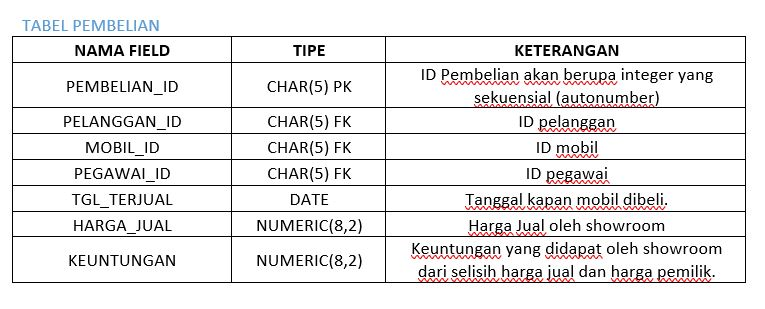 TABEL PEMBELIAN
NAMA FIELD TIPE KETERANGAN
PEMBELIAN_ID CHAR(5) PK ID Pembelian akan berupa integer yang
sekuensial (autonumber)
PELANGGAN_ID CHAR(5) FK ID pelanggan
MOBIL_ID CHAR(5) FK ID mobil
PEGAWAI_ID CHAR(5) FK ID pegawai
TGL_TERJUAL DATE Tanggal kapan mobil dibeli.
HARGA_JUAL NUMERIC(8,2) Harga Jual oleh showroom
KEUNTUNGAN NUMERIC(8,2) Keuntungan yang didapat oleh showroom
dari selisih harga jual dan harga pemilik.